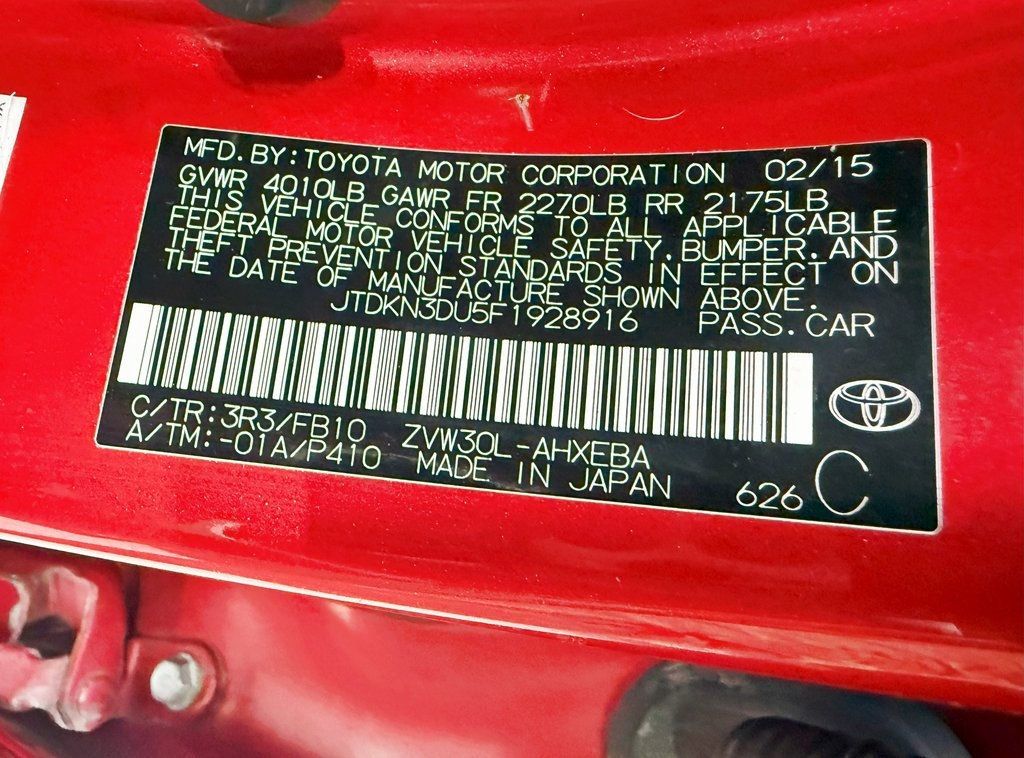 MFD.BY:TOYOTA MOTOR CORPORATION 02/15
GVWR 4010LB GAWR FR 2270LB RR 2175LB
THIS VEHICLE CONFORMS TO ALL APPLICABLE
FEDERAL MOTOR VEHICLE SAFETY,BUMPER,AND
THEFT PREVENTION STANDARDS IN EFFECT ON
THE DATE OF MANUFACTURE SHOWN ABOVE.
JTDKN3DU5F1928916 PASS.CAR
C/TR:3R3/FB10 ZVW30L-AHXEBA
A/TM:-01A/P410 MADE IN JAPAN 626 C